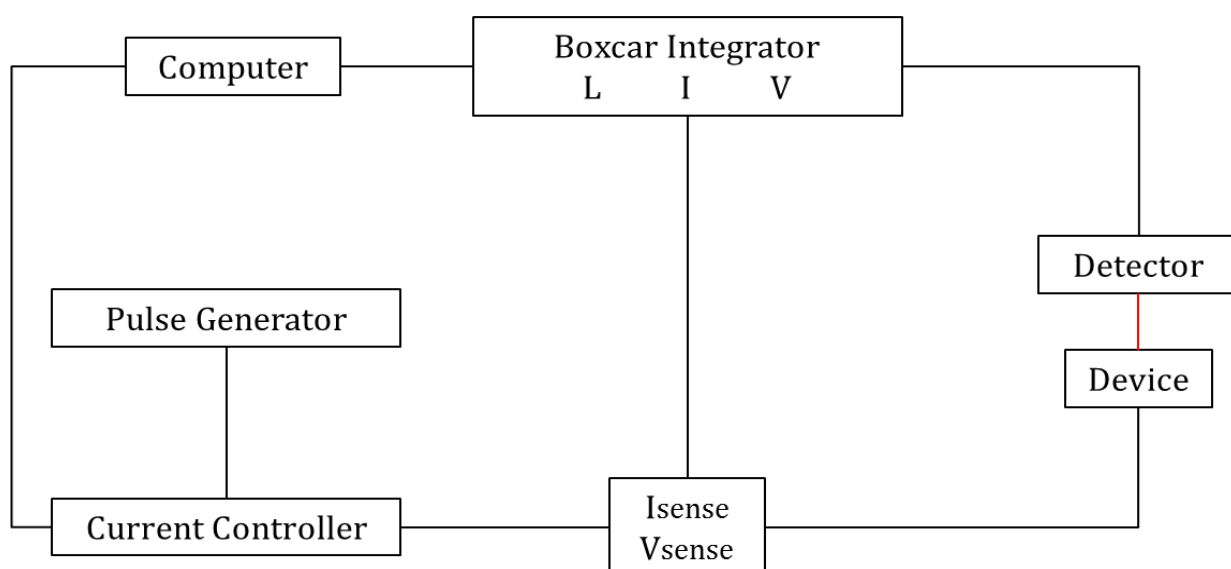 Computer
Boxcar Integrator
L I V
Detector
Pulse Generator
Device
Current Controller
Isense
Vsense